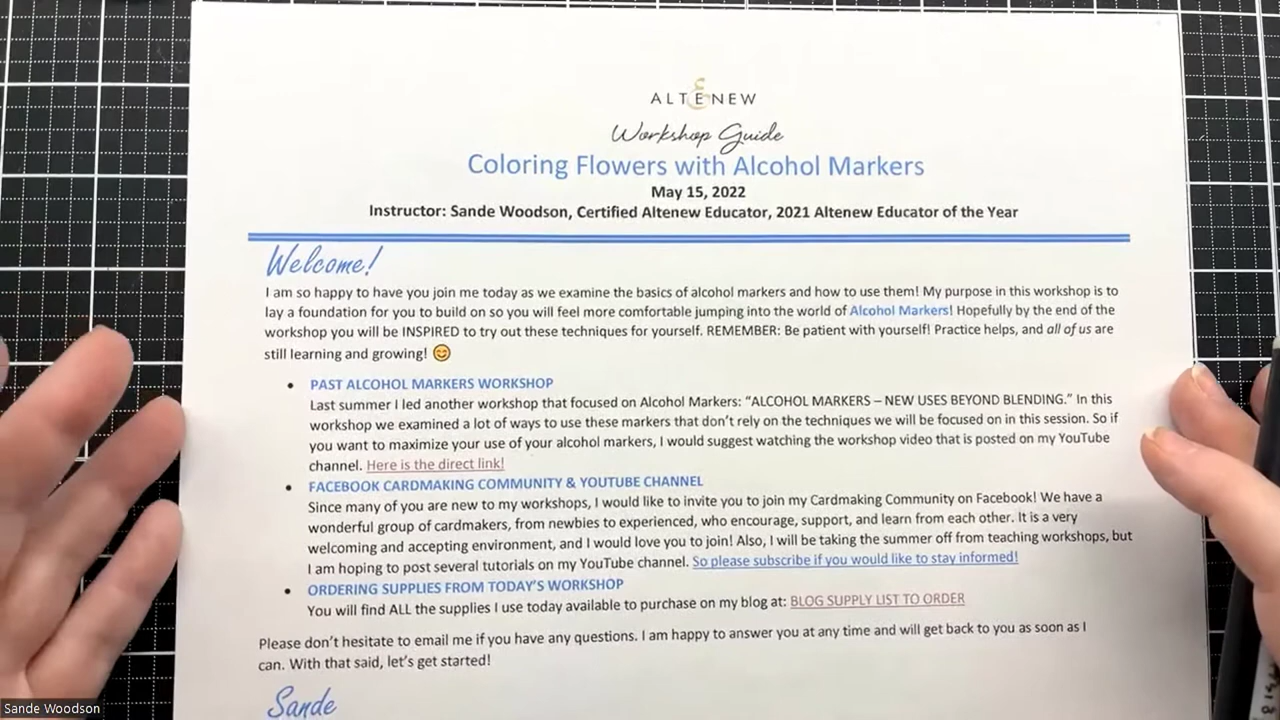 ALTENEW
Workshop Guide
Coloring Flowers with Alcohol Markers
May 15, 2022
Instructor: Sande Woodson, Certified Altenew Educator, 2021 Altenew Educator of the Year
Welcome!
I am so happy to have you join me today as we examine the basics of alcohol markers and how to use them! My purpose in this workshop is to
lay a foundation for you to build on so you will feel more comfortable jumping into the world of Alcohol Markers! Hopefully by the end of the
workshop you will be INSPIRED to try out these techniques for yourself. REMEMBER: Be patient with yourself! Practice helps, and all of us are
still learning and growing! 😊
• PAST ALCOHOL MARKERS WORKSHOP
Last summer I led another workshop that focused on Alcohol Markers: “ALCOHOL MARKERS – NEW USES BEYOND BLENDING.” In this
workshop we examined a lot of ways to use these markers that don’t rely on the techniques we will be focused on in this session. So if
you want to maximize your use of your alcohol markers, I would suggest watching the workshop video that is posted on my YouTube
channel. Here is the direct link!
• FACEBOOK CARDMAKING COMMUNITY & YOUTUBE CHANNEL
Since many of you are new to my workshops, I would like to invite you to join my Cardmaking Community on Facebook! We have a
wonderful group of cardmakers, from newbies to experienced, who encourage, support, and learn from each other. It is a very
welcoming and accepting environment, and I would love you to join! Also, I will be taking the summer off from teaching workshops, but
I am hoping to post several tutorials on my YouTube channel. So please subscribe if you would like to stay informed!
• ORDERING SUPPLIES FROM TODAY’S WORKSHOP
You will find ALL the supplies I use today available to purchase on my blog at: BLOG SUPPLY LIST TO ORDER
Please don’t hesitate to email me if you have any questions. I am happy to answer you at any time and will get back to you as soon as I
can. With that said, let’s get started!
Sande
Sande Woodson